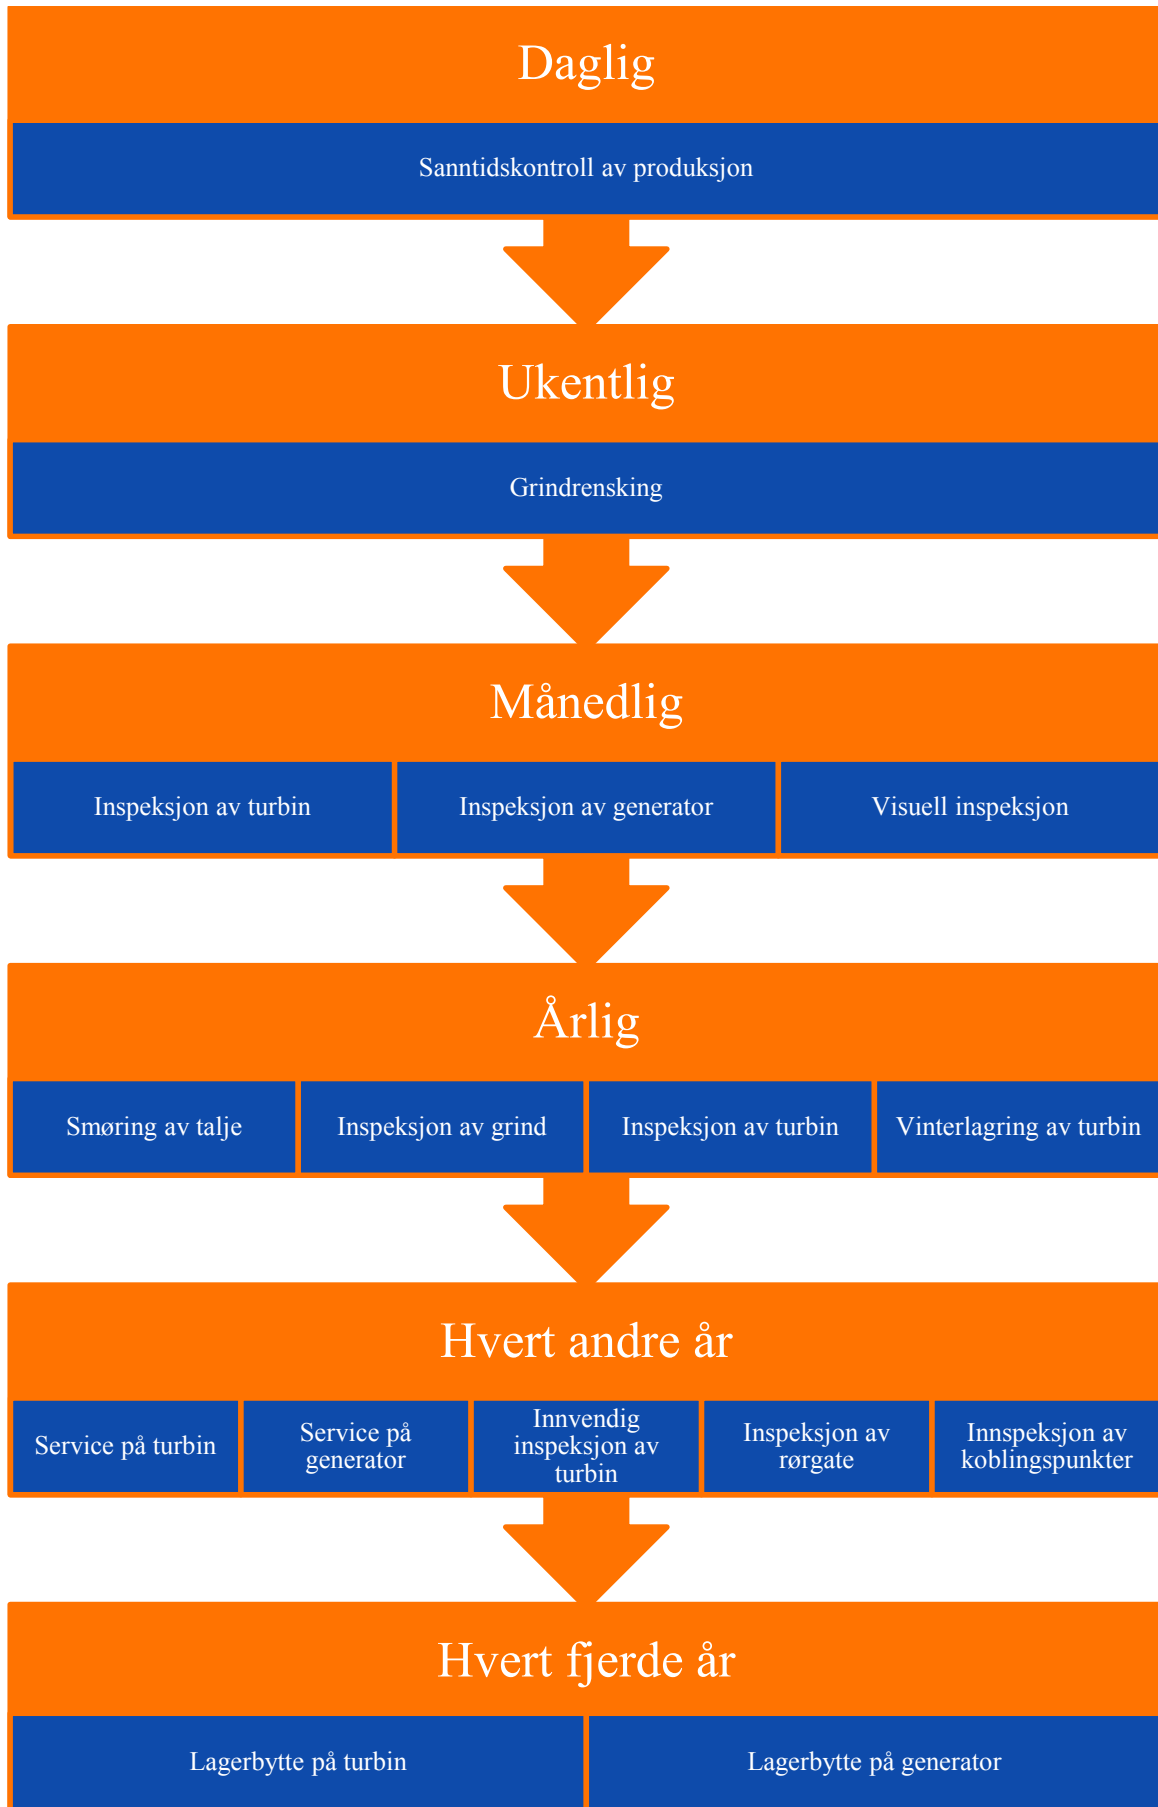 Daglig
Sanntidskontroll av produksjon
Ukentlig
Grindrensking
Månedlig
Inspeksjon av turbin
Inspeksjon av generator
Visuell inspeksjon
Årlig
Smøring av talje
Inspeksjon av grind
Inspeksjon av turbin
Vinterlagring av turbin
Hvert andre år
Service på turbin
Service på
generator
Innvendig
inspeksjon av
turbin
Inspeksjon av
rørgate
Innspeksjon av
koblingspunkter
Hvert fjerde år
Lagerbytte på turbin
Lagerbytte på generator